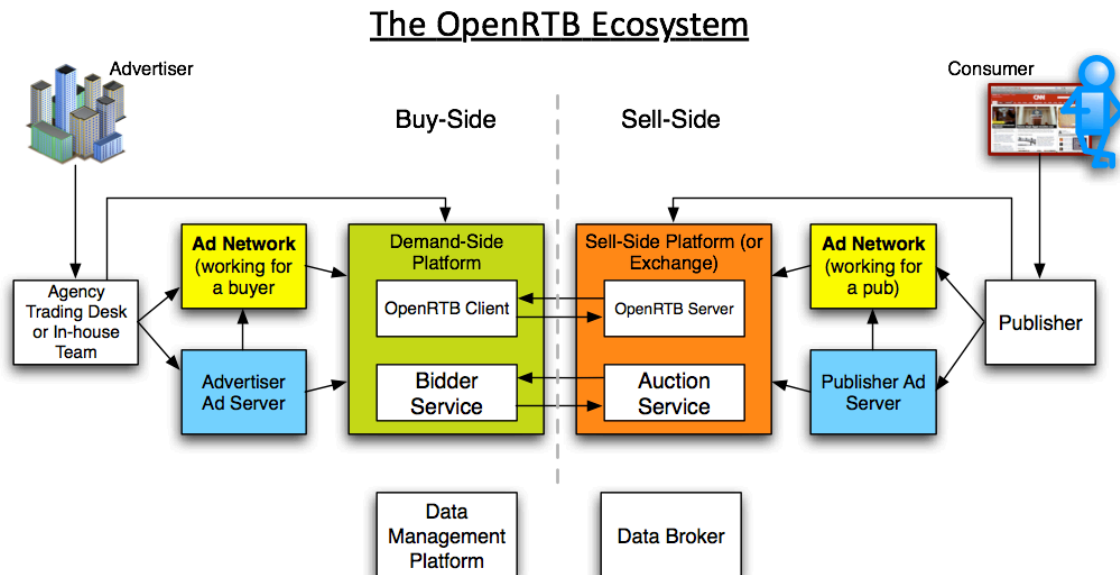 The OpenRTB Ecosystem
Advertiser
Consumer
CNN
Buy-Side
Sell-Side
Ad Network
(working for
a buyer
Demand-Side
Platform
Sell-Side Platform (or
Exchange)
Ad Network
(working for
a pub)
Agency
Trading Desk
or In-house
Team
OpenRTB Client
OpenRTB Server
Publisher
Advertiser
Ad Server
Bidder
Service
Auction
Service
Publisher Ad
Server
Data
Management
Platform
Data Broker